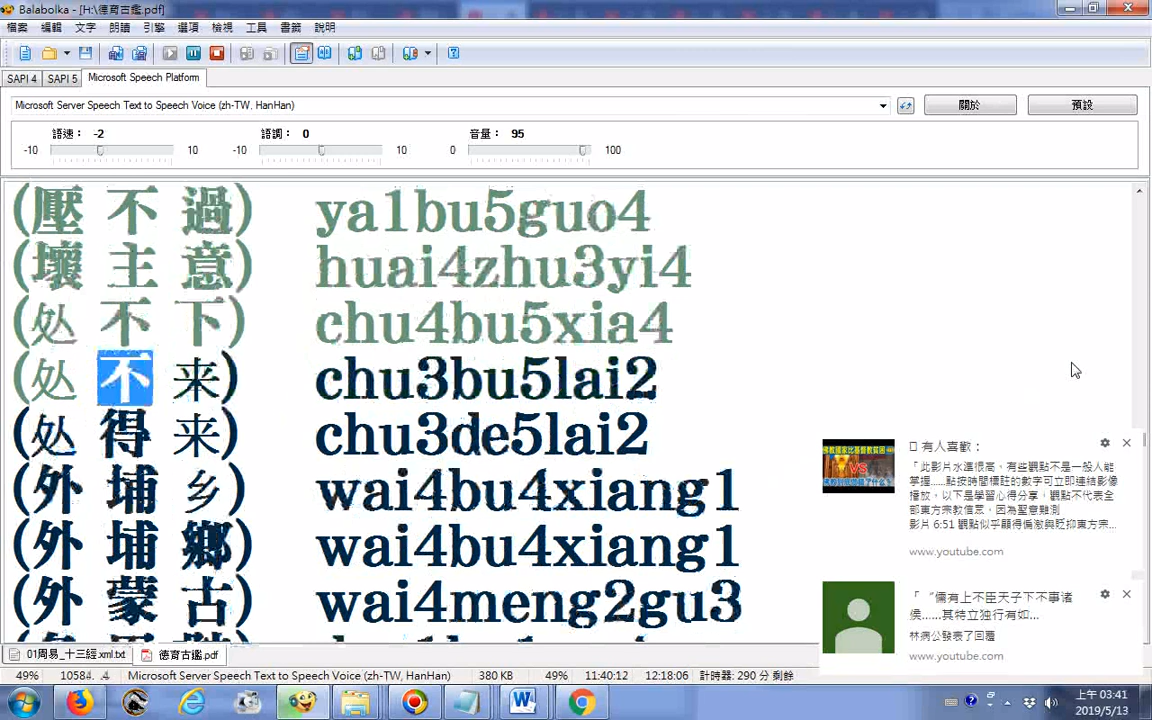 Balabolka - [H:\德育古鑑.pdf]
檔案 編輯 文字 朗讀 引擎 選項 檢視 工具 書籤 說明
SAPI 4 SAPI 5 Microsoft Speech Platform
Microsoft Server Speech Text to Speech Voice (zh-TW, HanHan) 關於 預設
語速： -2 語調： 0 音量： 95
-10 10 -10 10 0 100
(壓不過) ya1bu5guo4
(壞主意) huai4zhu3yi4
(处不下) chu4bu5xia4
(处不来) chu3bu5lai2
(处得来) chu3de5lai2
(外埔乡) wai4bu4xiang1
(外埔鄉) wai4bu4xiang1
(外蒙古) wai4meng2gu3
有人喜歡：
「此影片水準很高，有些觀點不是一般人能
掌握......點按時間標註的數字可立即連結影像
播放，以下是學習心得分享，觀點不代表全
部東方宗教信眾，因為聖意難測
影片 6:51 觀點似乎顯得偏激與貶抑東方宗...
www.youtube.com
「 “儒有上不臣天子下不事诸
侯......其特立独行有如...
林病公發表了回覆
www.youtube.com
01周易_十三經.xml.txt 德育古鑑.pdf
49% 10584. .4 Microsoft Server Speech Text to Speech Voice (zh-TW, HanHan) 380 KB 49% 11:40:12 12:18:06 計時器: 290 分 剩餘
上午 03:41
2019/5/13